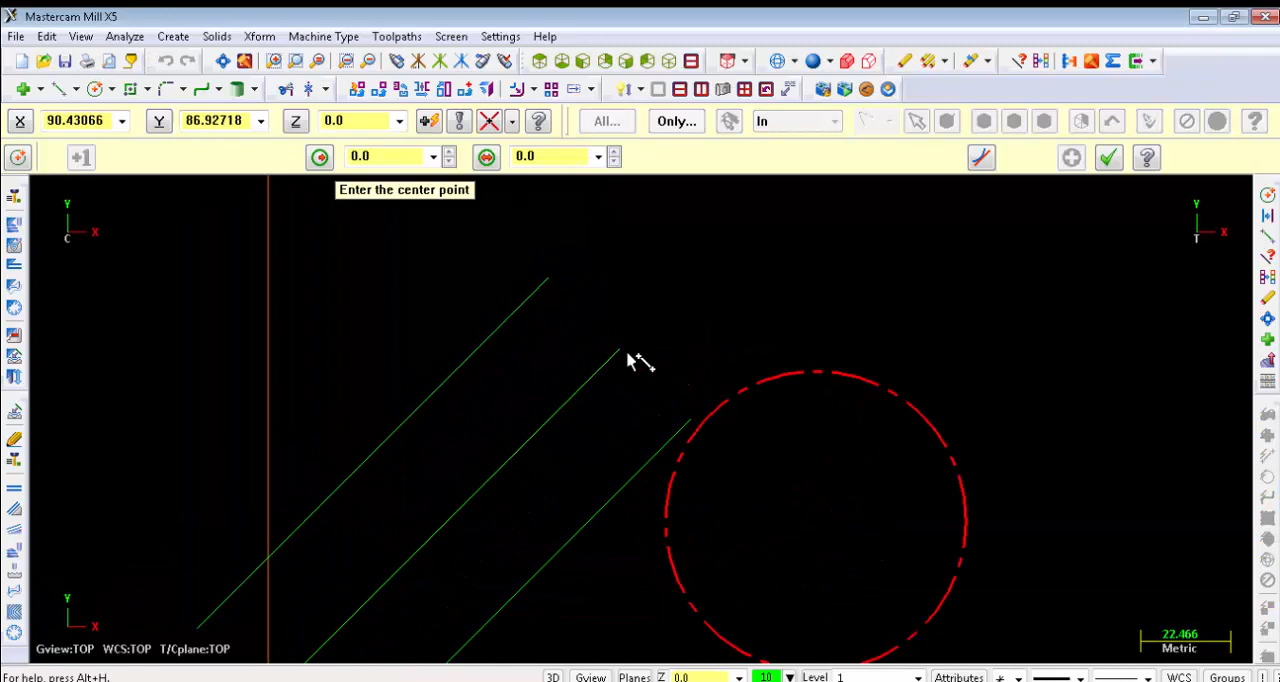 Mastercam Mill X5
File Edit View Analyze Create Solids Xform Machine Type Toolpaths Screen Settings Help
X 90.43066 Y 86.92718 Z 0.0 All... Only... In
+1 0.0 0.0
Enter the center point
Y X C
Y X T
Y X
22.466
Metric
Gview:TOP WCS:TOP T/Cplane:TOP
For help, press Alt+H. 3D Gview Planes Z 0.0 10 Level 1 Attributes WCS Groups